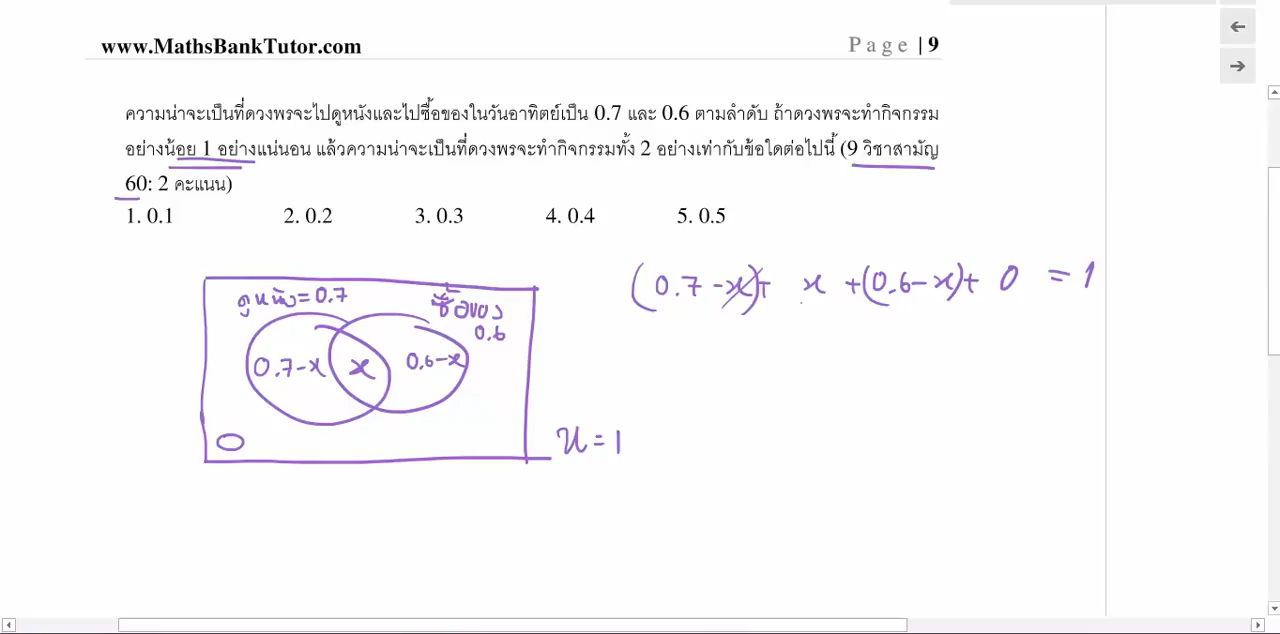 www.MathsBankTutor.com
Page | 9
ความน่าจะเป็นที่ดวงพรจะไปดูหนังและไปซื้อของในวันอาทิตย์เป็น 0.7 และ 0.6 ตามลำดับ ถ้าดวงพรจะทำกิจกรรม
อย่างน้อย 1 อย่างแน่นอน แล้วความน่าจะเป็นที่ดวงพรจะทำกิจกรรมทั้ง 2 อย่างเท่ากับข้อใดต่อไปนี้ (9 วิชาสามัญ
60: 2 คะแนน)
1. 0.1 2. 0.2 3. 0.3 4. 0.4 5. 0.5
(0.7-x)+ x +(0.6-x)+ 0 = 1
ดูหนัง=0.7
ซื้อของ
0.6
0.7-x x 0.6-x
0
U = 1